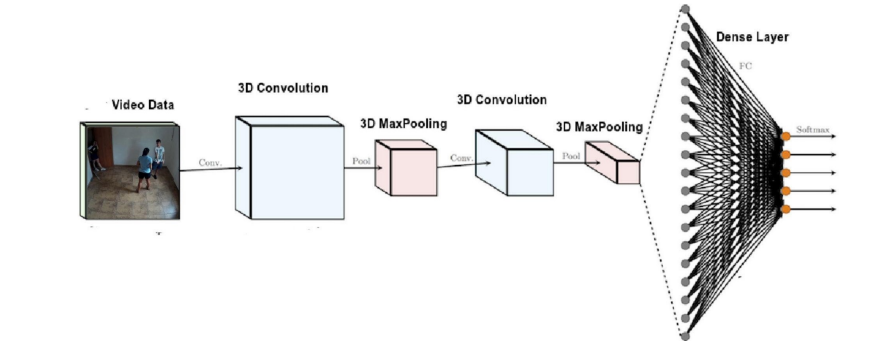 Video Data
Conv.
3D Convolution
Pool
3D MaxPooling
Conv.
3D Convolution
Pool
3D MaxPooling
Dense Layer
FC
Softmax